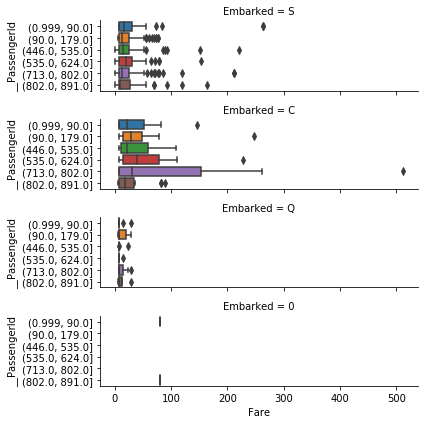 Embarked = S
PassengerId
(0.999, 90.0]
(90.0, 179.0]
(446.0, 535.0]
(535.0, 624.0]
(713.0, 802.0]
| (802.0, 891.0]
Embarked = C
PassengerId
(0.999, 90.0]
(90.0, 179.0]
(446.0, 535.0]
(535.0, 624.0]
(713.0, 802.0]
| (802.0, 891.0]
Embarked = Q
PassengerId
(0.999, 90.0]
(90.0, 179.0]
(446.0, 535.0]
(535.0, 624.0]
(713.0, 802.0]
| (802.0, 891.0]
Embarked = 0
PassengerId
(0.999, 90.0]
(90.0, 179.0]
(446.0, 535.0]
(535.0, 624.0]
(713.0, 802.0]
| (802.0, 891.0]
0 100 200 300 400 500
Fare